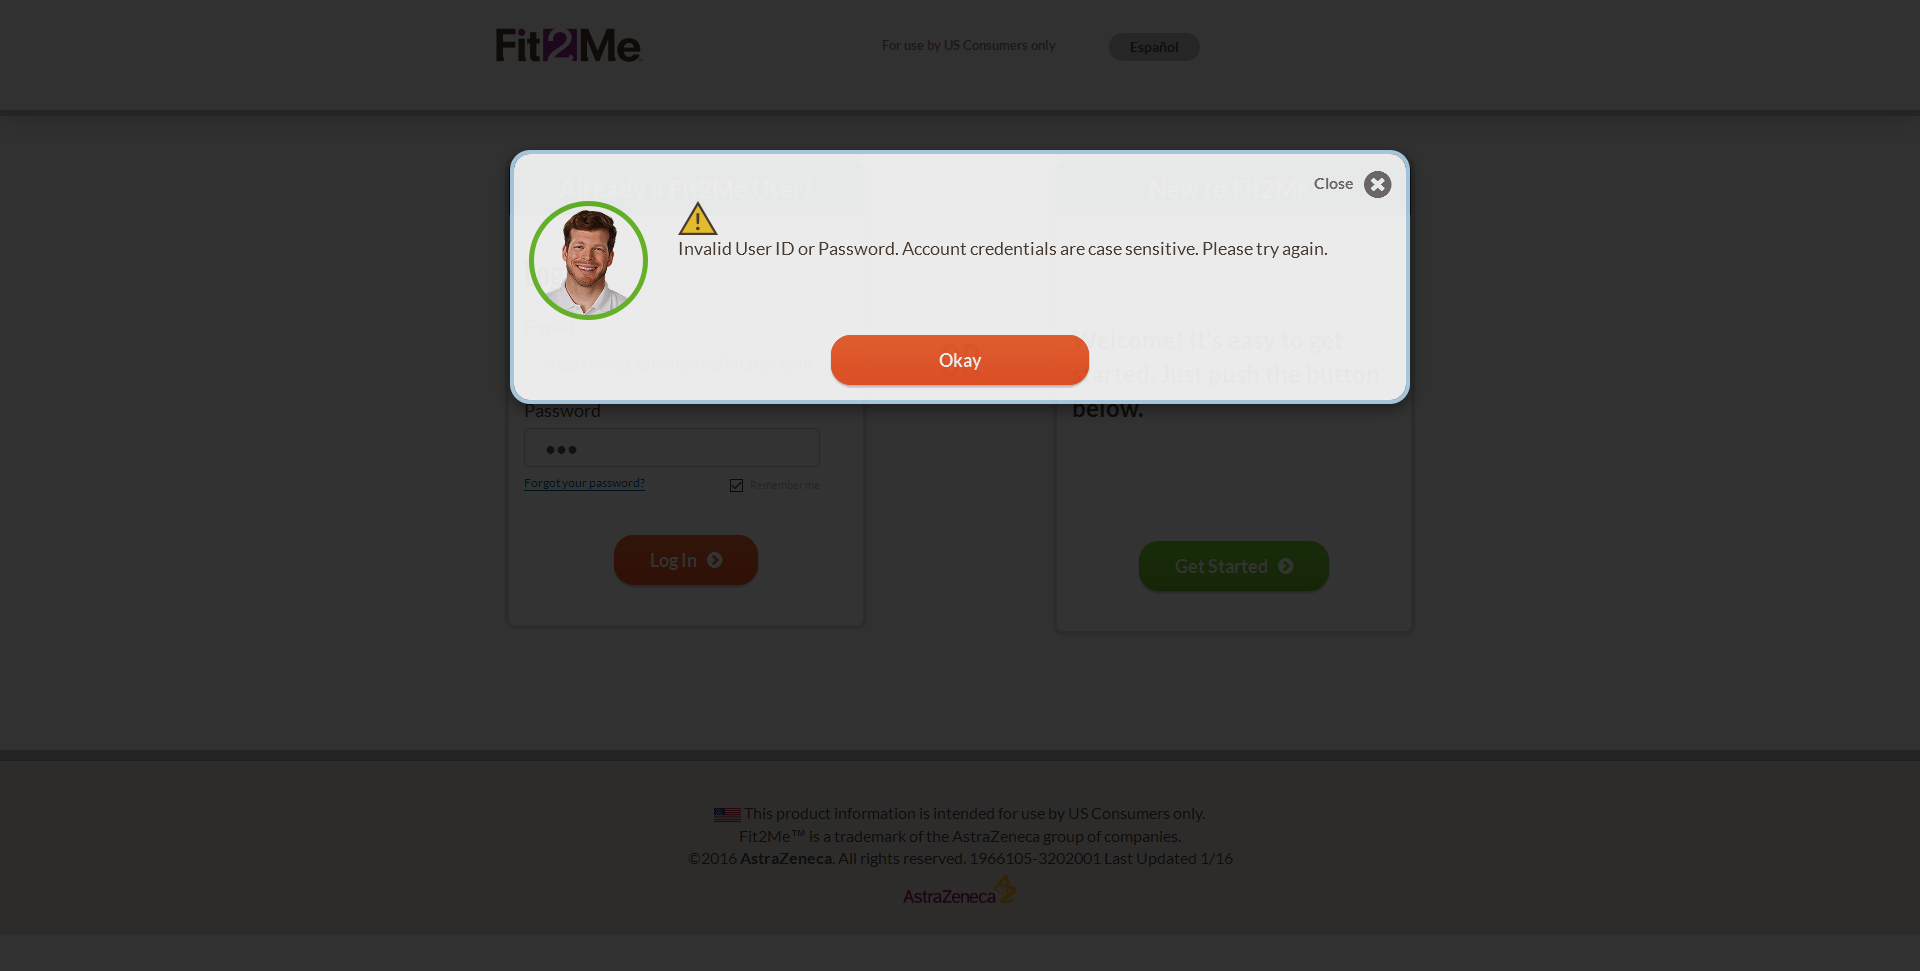 Fit2Me
For use by US Consumers only
Español
Already a Fit2Me User?
New to Fit2Me?
Close
Invalid User ID or Password. Account credentials are case sensitive. Please try again.
Email
Okay
OR
Welcome! It's easy to get
started. Just push the button
below.
Password
Forgot your password?
Remember me
Log In
Get Started
This product information is intended for use by US Consumers only.
Fit2Me™ is a trademark of the AstraZeneca group of companies.
©2016 AstraZeneca. All rights reserved. 1966105-3202001 Last Updated 1/16
AstraZeneca